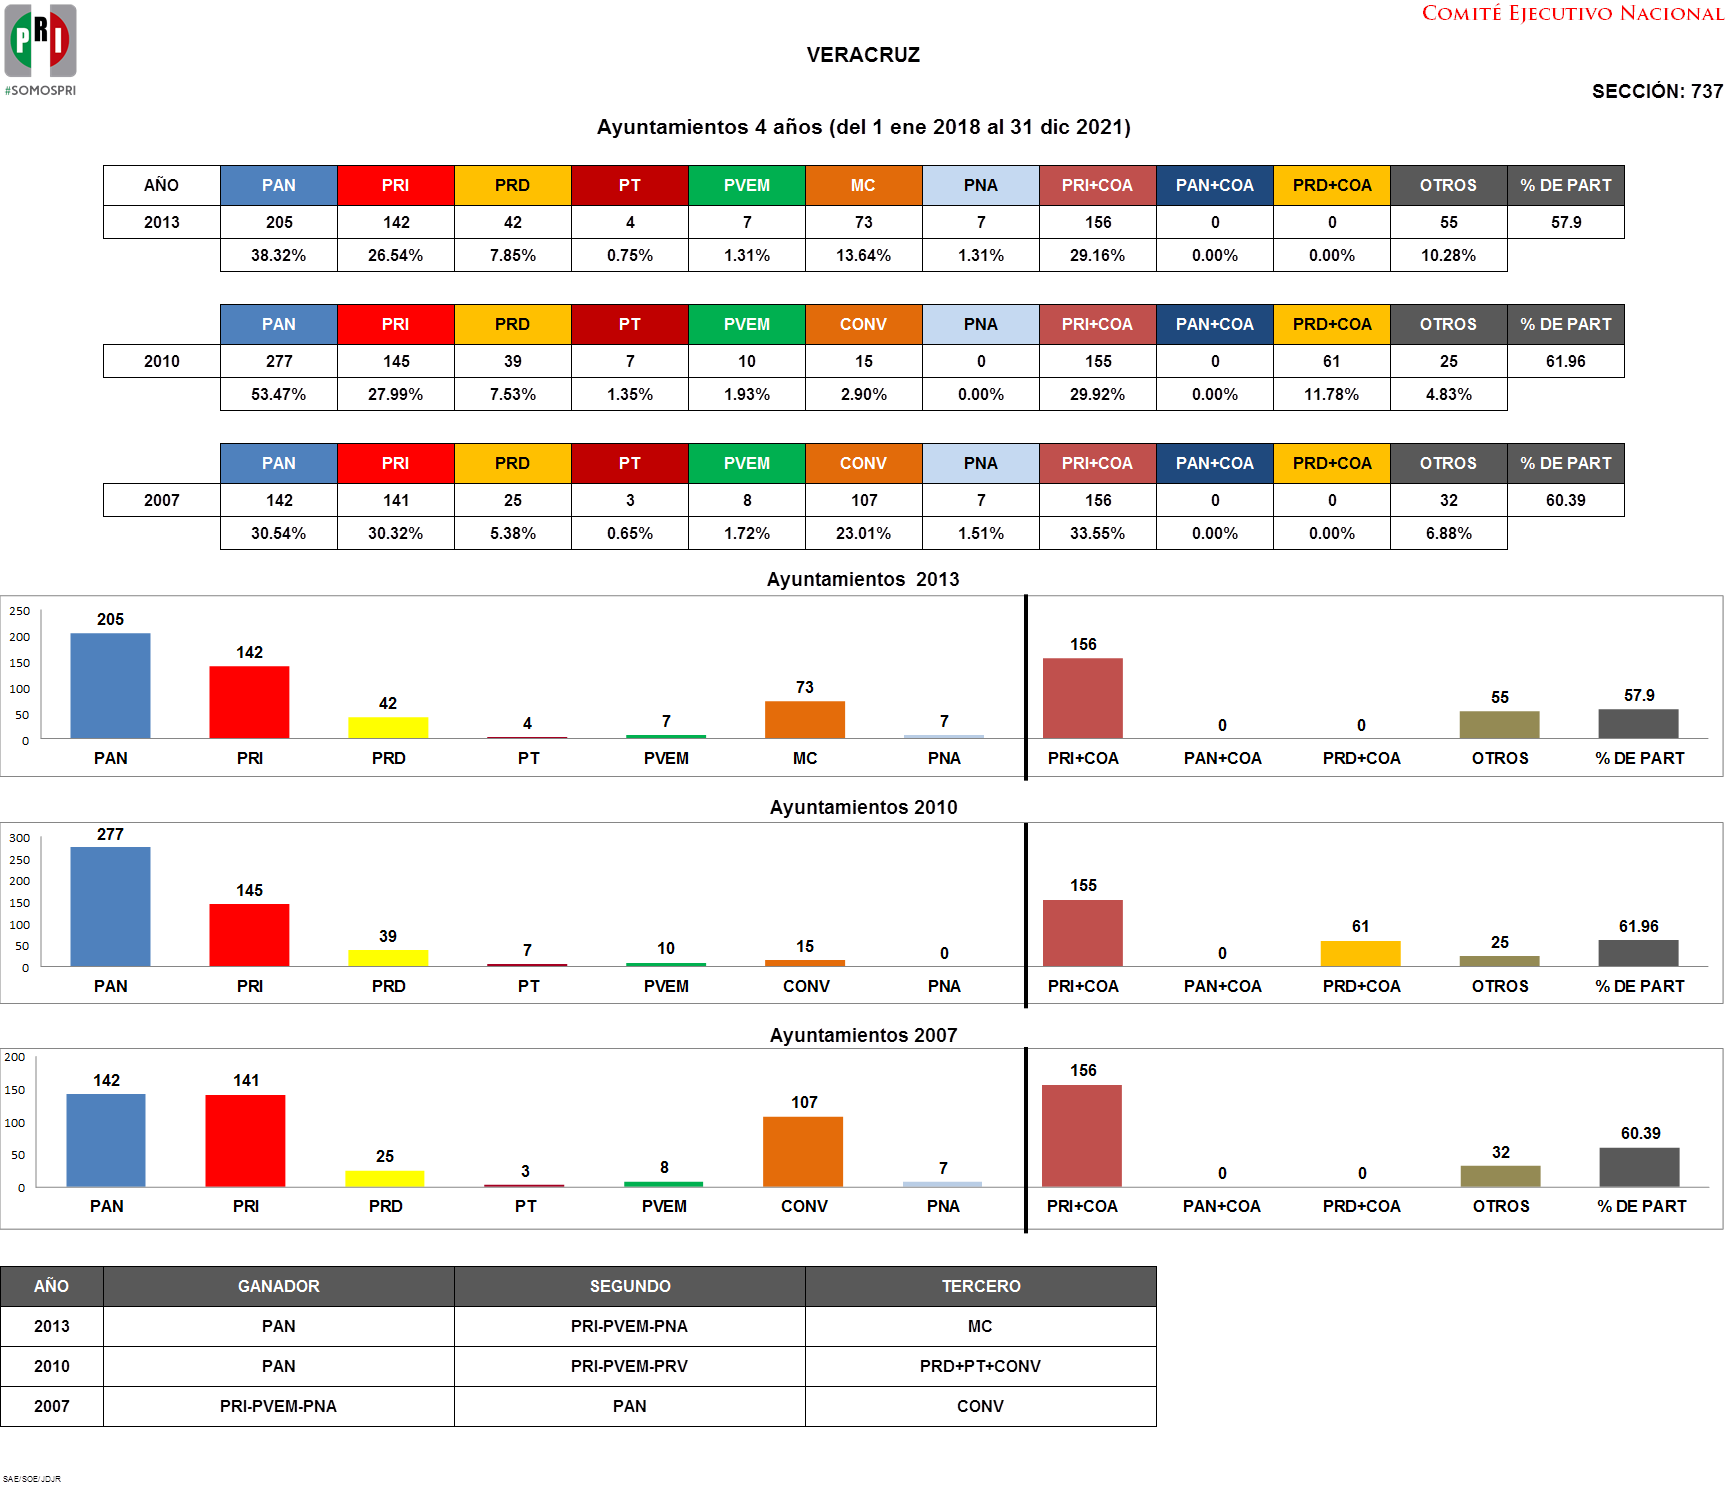 COMITÉ EJECUTIVO NACIONAL
PRI
#SOMOSPRI
VERACRUZ
SECCIÓN: 737
Ayuntamientos 4 años (del 1 ene 2018 al 31 dic 2021)
AÑO PAN PRI PRD PT PVEM MC PNA PRI+COA PAN+COA PRD+COA OTROS % DE PART
2013 205 142 42 4 7 73 7 156 0 0 55 57.9
38.32% 26.54% 7.85% 0.75% 1.31% 13.64% 1.31% 29.16% 0.00% 0.00% 10.28%
PAN PRI PRD PT PVEM CONV PNA PRI+COA PAN+COA PRD+COA OTROS % DE PART
2010 277 145 39 7 10 15 0 155 0 61 25 61.96
53.47% 27.99% 7.53% 1.35% 1.93% 2.90% 0.00% 29.92% 0.00% 11.78% 4.83%
PAN PRI PRD PT PVEM CONV PNA PRI+COA PAN+COA PRD+COA OTROS % DE PART
2007 142 141 25 3 8 107 7 156 0 0 32 60.39
30.54% 30.32% 5.38% 0.65% 1.72% 23.01% 1.51% 33.55% 0.00% 0.00% 6.88%
Ayuntamientos 2013
250
200
150
100
50
0
205 142 42 4 7 73 7 156 0 0 55 57.9
PAN PRI PRD PT PVEM MC PNA PRI+COA PAN+COA PRD+COA OTROS % DE PART
Ayuntamientos 2010
300
250
200
150
100
50
0
277 145 39 7 10 15 0 155 0 61 25 61.96
PAN PRI PRD PT PVEM CONV PNA PRI+COA PAN+COA PRD+COA OTROS % DE PART
Ayuntamientos 2007
200
150
100
50
0
142 141 25 3 8 107 7 156 0 0 32 60.39
PAN PRI PRD PT PVEM CONV PNA PRI+COA PAN+COA PRD+COA OTROS % DE PART
AÑO GANADOR SEGUNDO TERCERO
2013 PAN PRI-PVEM-PNA MC
2010 PAN PRI-PVEM-PRV PRD+PT+CONV
2007 PRI-PVEM-PNA PAN CONV
SAE/SOE/JDJR